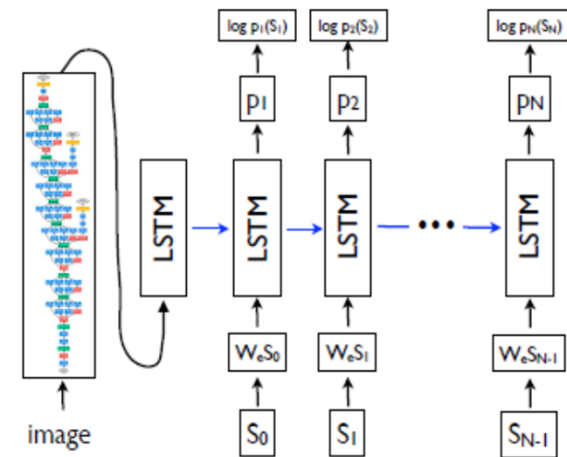 log p₁(S₁) log p₂(S₂) log pN(SN)
p₁ p₂ pN
LSTM LSTM LSTM ••• LSTM
WeS₀ WeS₁ WeSN-1
image S₀ S₁ SN-1